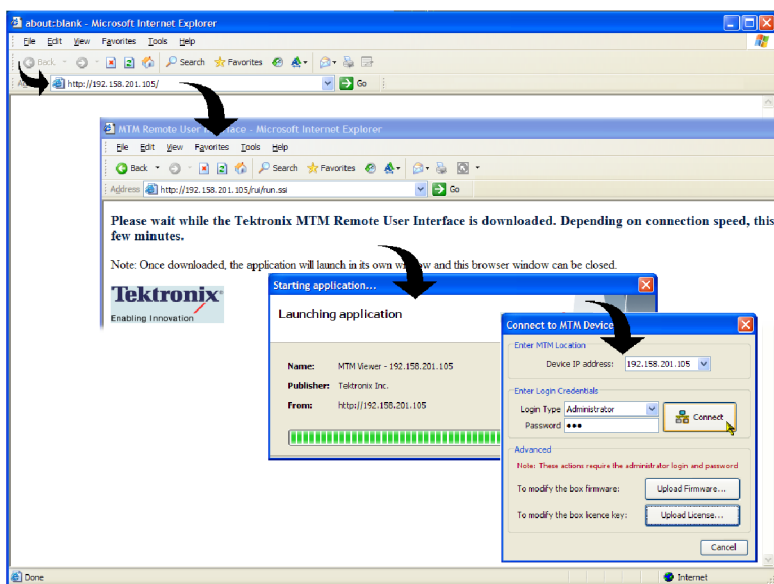 about:blank - Microsoft Internet Explorer
File Edit View Favorites Tools Help
Back Search Favorites
http://192.158.201.105/ Go
MTM Remote User Interface - Microsoft Internet Explorer
File Edit View Favorites Tools Help
Back Search Favorites
Address http://192.158.201.105/rui/run.ssi Go
Please wait while the Tektronix MTM Remote User Interface is downloaded. Depending on connection speed, this
few minutes.
Note: Once downloaded, the application will launch in its own window and this browser window can be closed.
Tektronix
Enabling Innovation
Starting application...
Launching application
Name: MTM Viewer - 192.158.201.105
Publisher: Tektronix Inc.
From: http://192.158.201.105
Connect to MTM Device
Enter MTM Location
Device IP address: 192.158.201.105
Enter Login Credentials
Login Type Administrator
Password ●●●
Connect
Advanced
Note: These actions require the administrator login and password
To modify the box firmware: Upload Firmware...
To modify the box licence key: Upload License...
Cancel
Done Internet